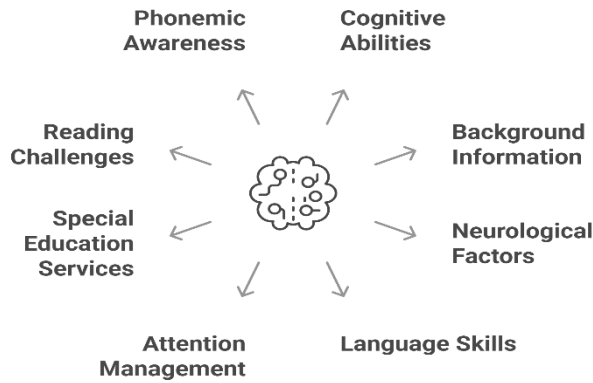 Phonemic
Awareness
Cognitive
Abilities
Reading
Challenges
Background
Information
Special
Education
Services
Neurological
Factors
Attention
Management
Language Skills